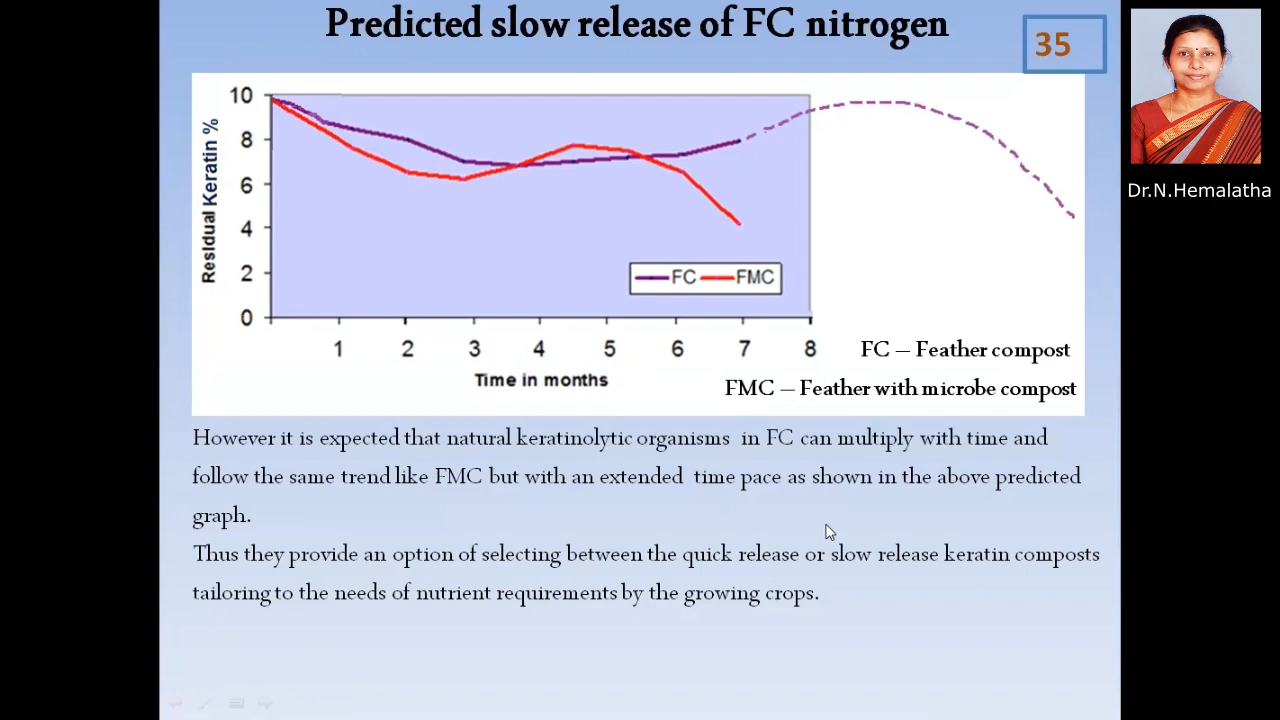 Predicted slow release of FC nitrogen
35
Dr.N.Hemalatha
10
8
6
4
2
0
Residual Keratin %
FC FMC
1 2 3 4 5 6 7 8
Time in months
FC – Feather compost
FMC – Feather with microbe compost
However it is expected that natural keratinolytic organisms in FC can multiply with time and
follow the same trend like FMC but with an extended time pace as shown in the above predicted
graph.
Thus they provide an option of selecting between the quick release or slow release keratin composts
tailoring to the needs of nutrient requirements by the growing crops.